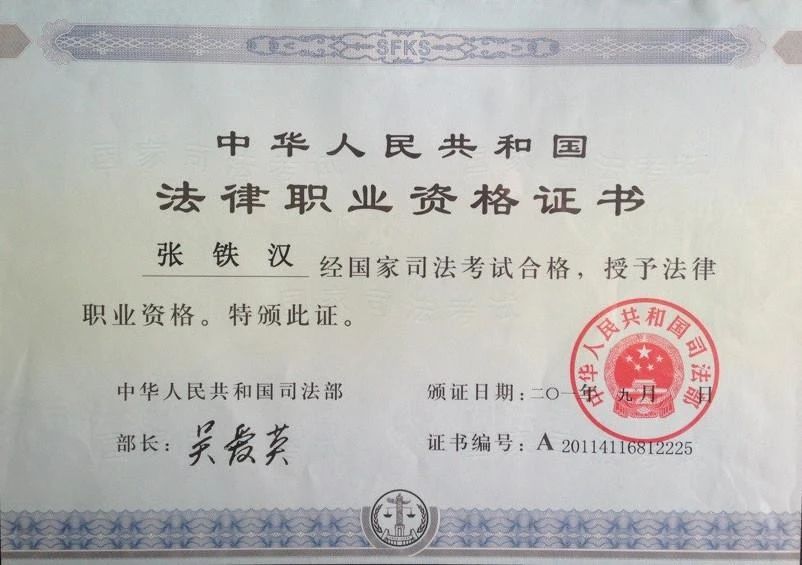 SFKS
中华人民共和国
法律职业资格证书
张铁汉 经国家司法考试合格，授予法律
职业资格。特颁此证。
中华人民共和国司法部 颁证日期：二〇一 年 九月 日
部长：吴爱英 证书编号：A 20114116812225
中华人民共和国司法部